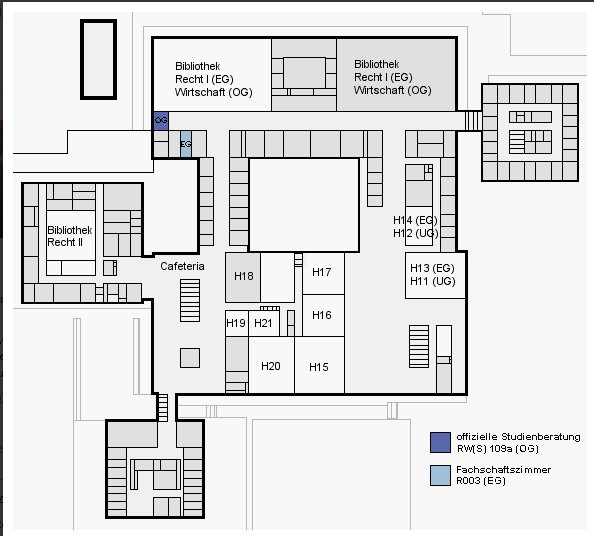 Bibliothek
Recht I (EG)
Wirtschaft (OG)
Bibliothek
Recht I (EG)
Wirtschaft (OG)
OG
EG
Bibliothek
Recht II
H14 (EG)
H12 (UG)
Cafeteria
H18
H17
H13 (EG)
H11 (UG)
H19
H21
H16
H20
H15
offizielle Studienberatung
RW(S) 109a (OG)
Fachschaftszimmer
R003 (EG)